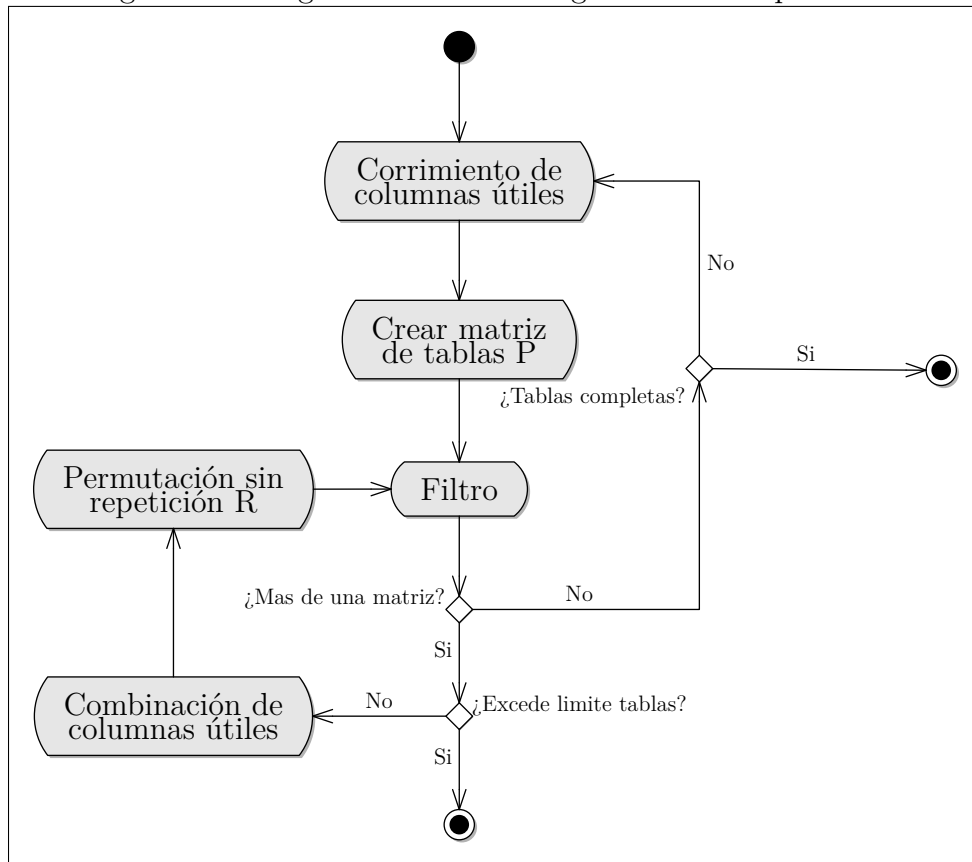 Corrimiento de
columnas útiles
No
Crear matriz
de tablas P
Si
¿Tablas completas?
Permutación sin
repetición R
Filtro
¿Mas de una matriz?
No
Si
Combinación de
columnas útiles
No
¿Excede limite tablas?
Si